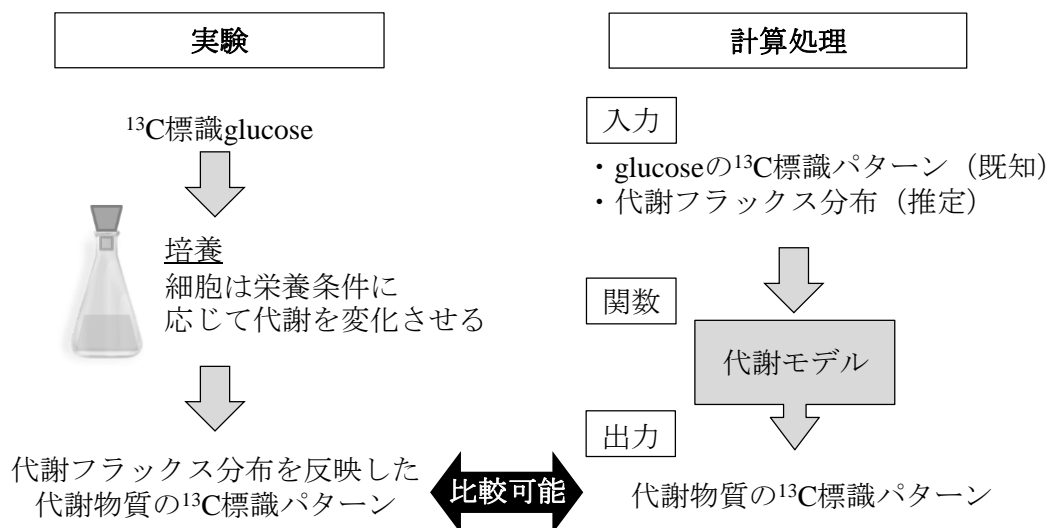 実験
¹³C標識glucose
培養
細胞は栄養条件に
応じて代謝を変化させる
代謝フラックス分布を反映した
代謝物質の¹³C標識パターン
比較可能
計算処理
入力
・glucoseの¹³C標識パターン（既知）
・代謝フラックス分布（推定）
関数
代謝モデル
出力
代謝物質の¹³C標識パターン